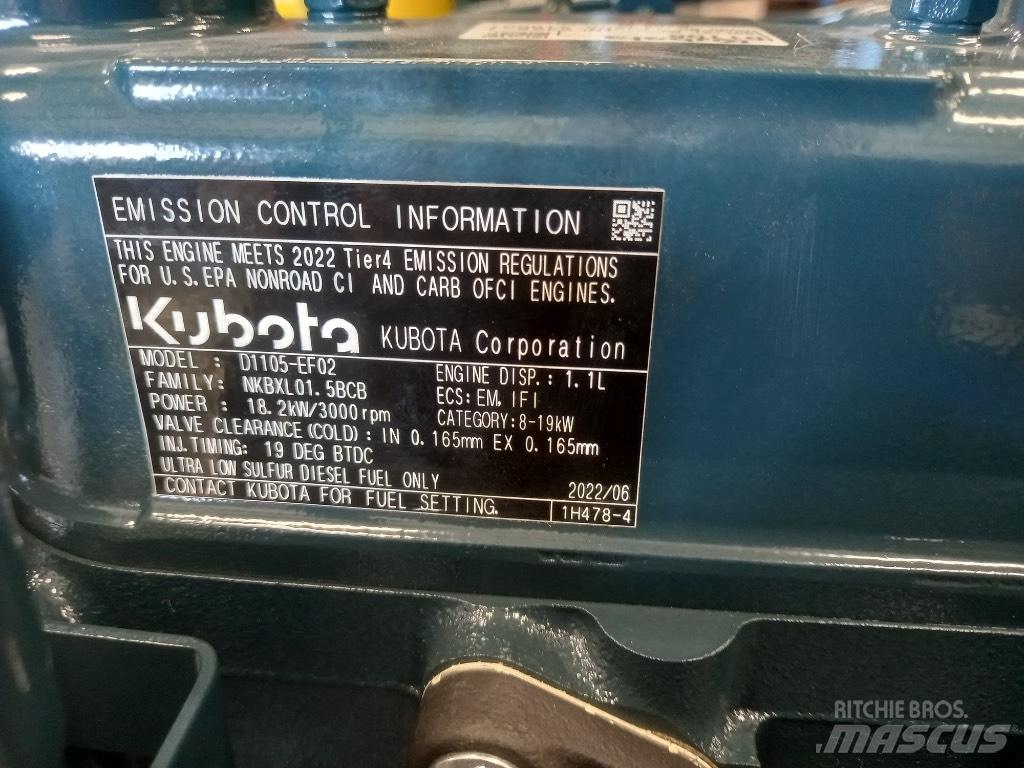 EMISSION CONTROL INFORMATION
THIS ENGINE MEETS 2022 Tier4 EMISSION REGULATIONS
FOR U.S.EPA NONROAD CI AND CARB OFCI ENGINES.
Kubota KUBOTA Corporation
MODEL : D1105-EF02 ENGINE DISP.: 1.1L
FAMILY: NKBXL01.5BCB ECS:EM, IFI
POWER : 18.2kW/3000rpm CATEGORY:8-19kW
VALVE CLEARANCE(COLD): IN 0.165mm EX 0.165mm
INJ.TIMING: 19 DEG BTDC
ULTRA LOW SULFUR DIESEL FUEL ONLY 2022/06
CONTACT KUBOTA FOR FUEL SETTING. 1H478-4
RITCHIE BROS.
MASCUS